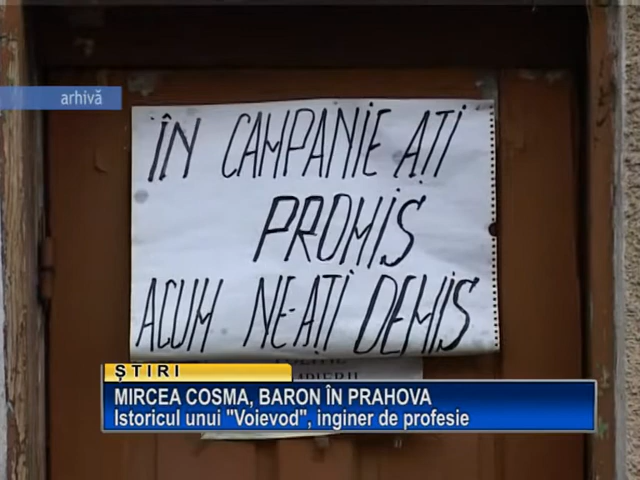 arhivă
ÎN CAMPANIE AȚI
PROMIS
ACUM NE-AȚI DEMIS
ȘTIRI
MIRCEA COSMA, BARON ÎN PRAHOVA
Istoricul unui "Voievod", inginer de profesie